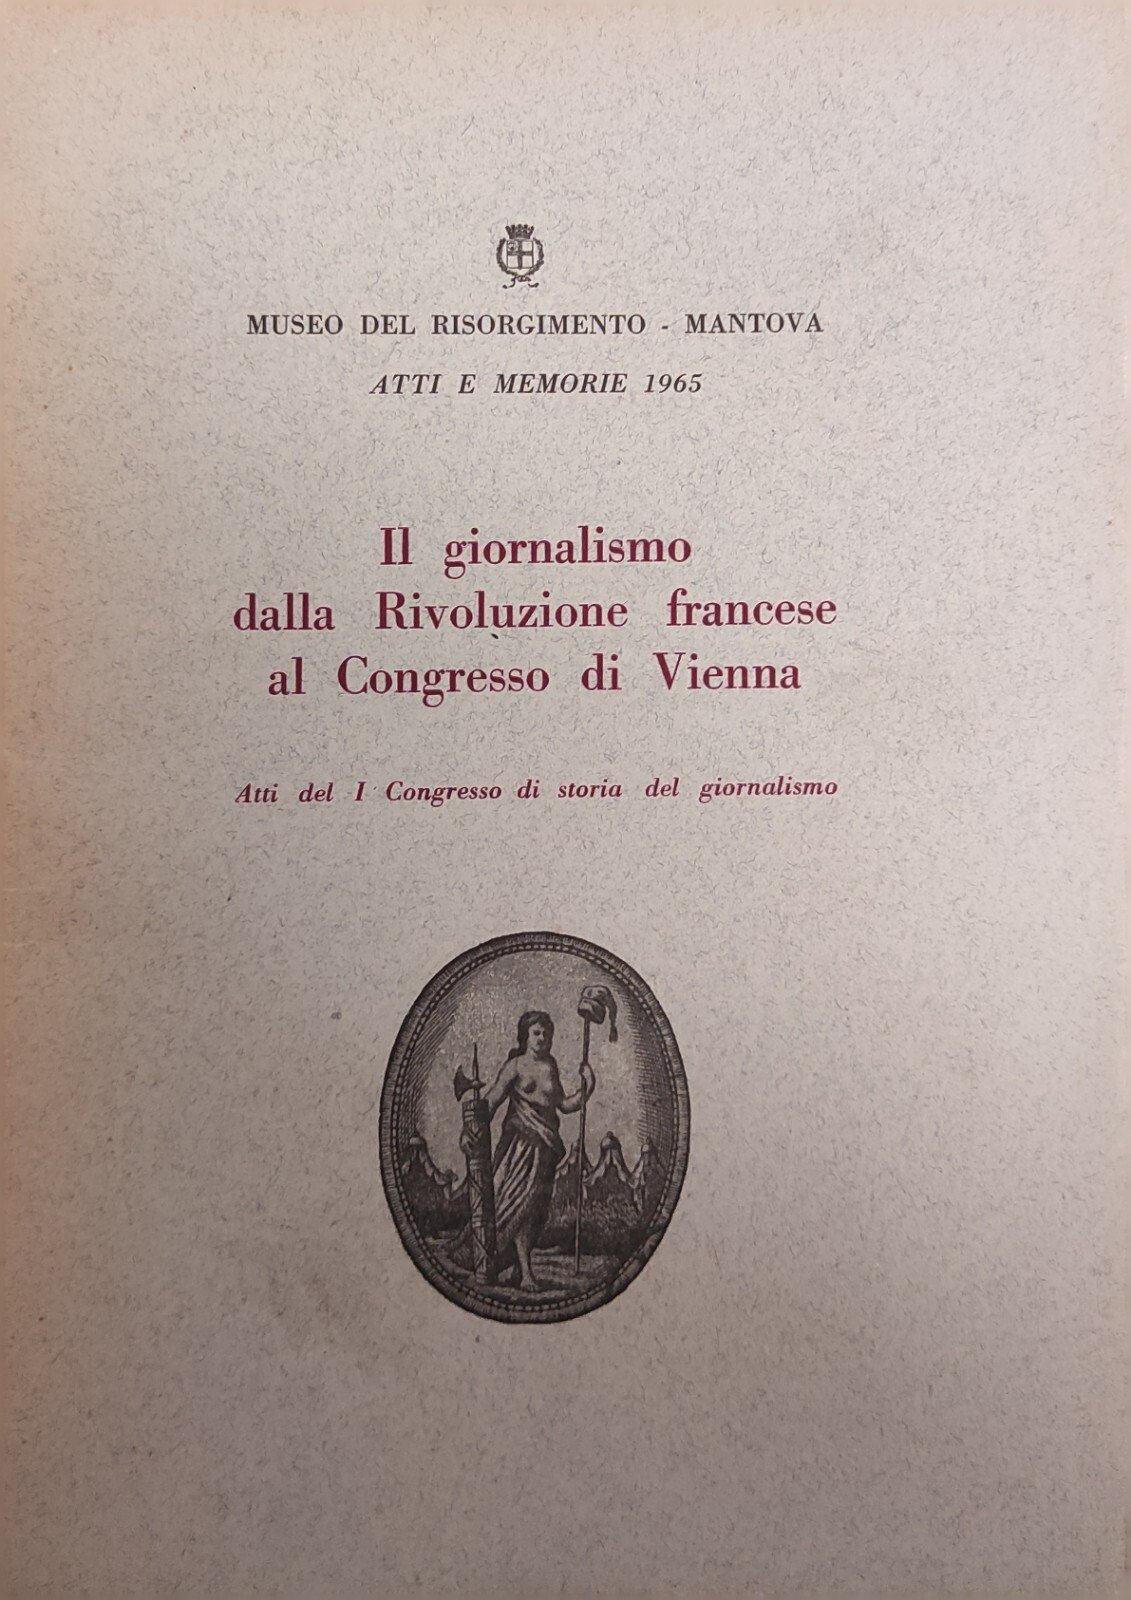 MUSEO DEL RISORGIMENTO - MANTOVA
ATTI E MEMORIE 1965
Il giornalismo
dalla Rivoluzione francese
al Congresso di Vienna
Atti del I Congresso di storia del giornalismo